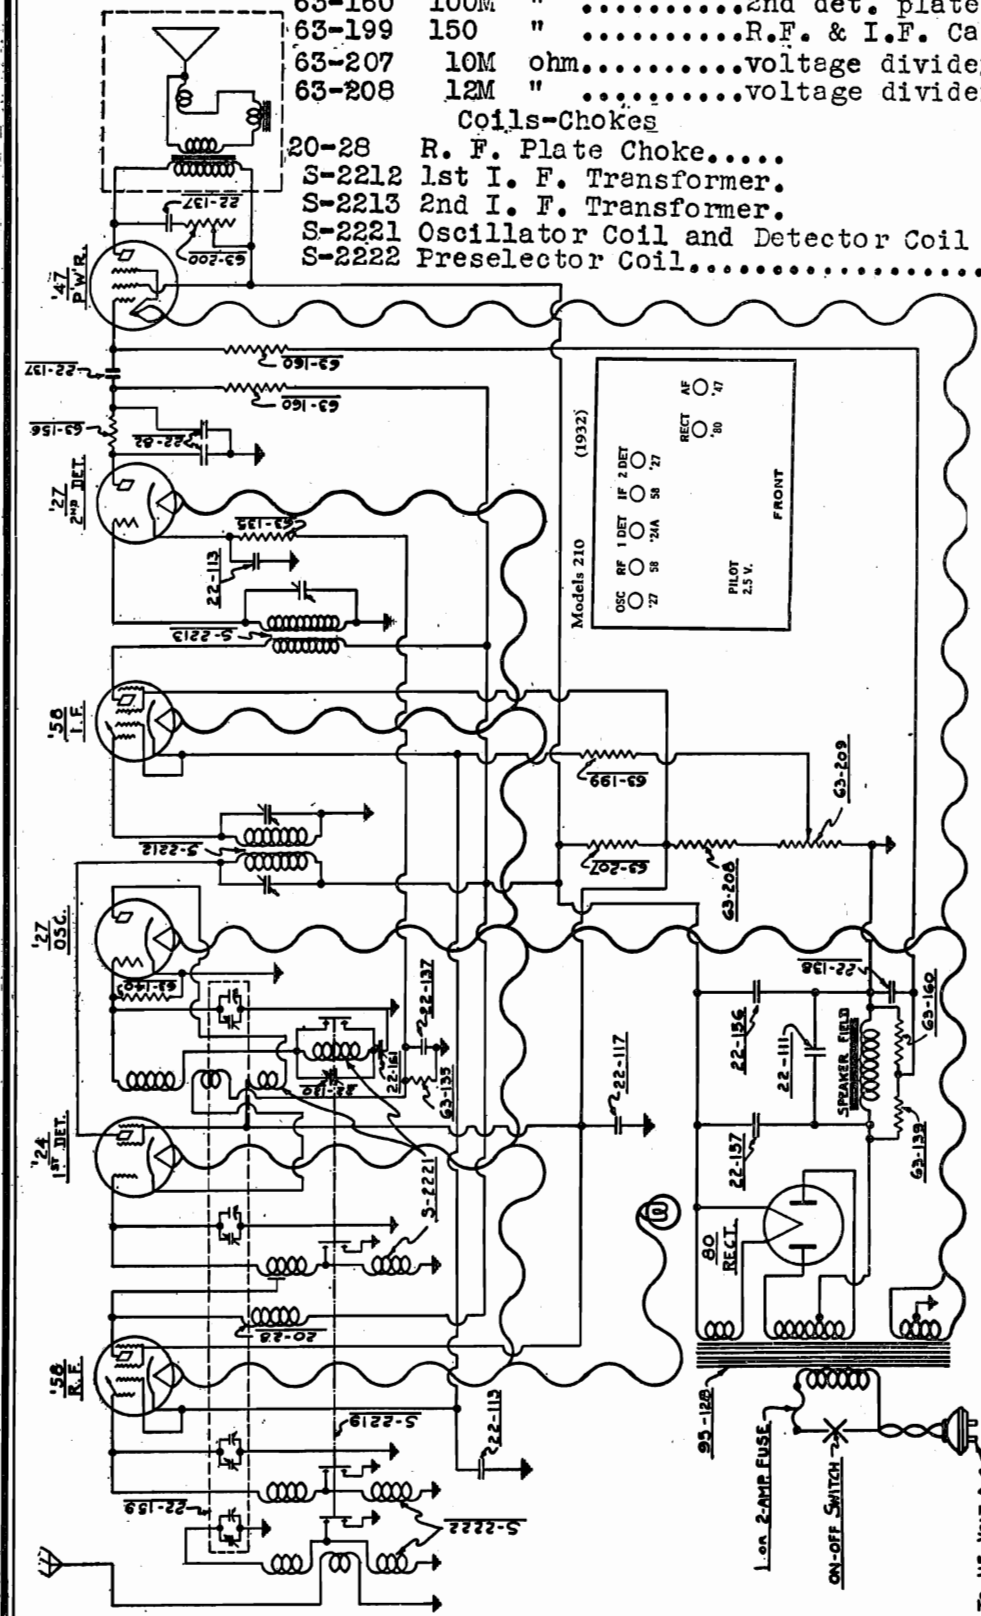 63-160 100M " ..........2nd det. plate
63-199 150 " ..........R.F. & I.F. Ca
63-207 10M ohm..........voltage divide
63-208 12M " ..........voltage divide
Coils-Chokes
20-28 R. F. Plate Choke.....
S-2212 1st I. F. Transformer.
S-2213 2nd I. F. Transformer.
S-2221 Oscillator Coil and Detector Coil
S-2222 Preselector Coil..................
22-137
63-200
'47
P'W'R.
22-137
63-160
63-160
63-156
22-82
'27
2ND DET.
63-135
22-113
S-2213
'58
I.F.
63-199
63-209
S-2212
63-207
63-208
'27
OSC.
63-140
22-137
22-161
22-120
63-135
22-117
'24
1ST DET.
S-2221
20-28
'58
R.F.
S-2219
22-113
22-159
S-2222
Models 210 (1932)
OSC RF 1 DET IF 2 DET
'27 58 '24A 58 '27
RECT AF
'80 '47
PILOT
2.5 V.
FRONT
22-138
22-156
22-111
SPEAKER FIELD
63-160
22-157
63-139
80
RECT.
95-128
1 OR 2-AMP. FUSE
ON-OFF SWITCH